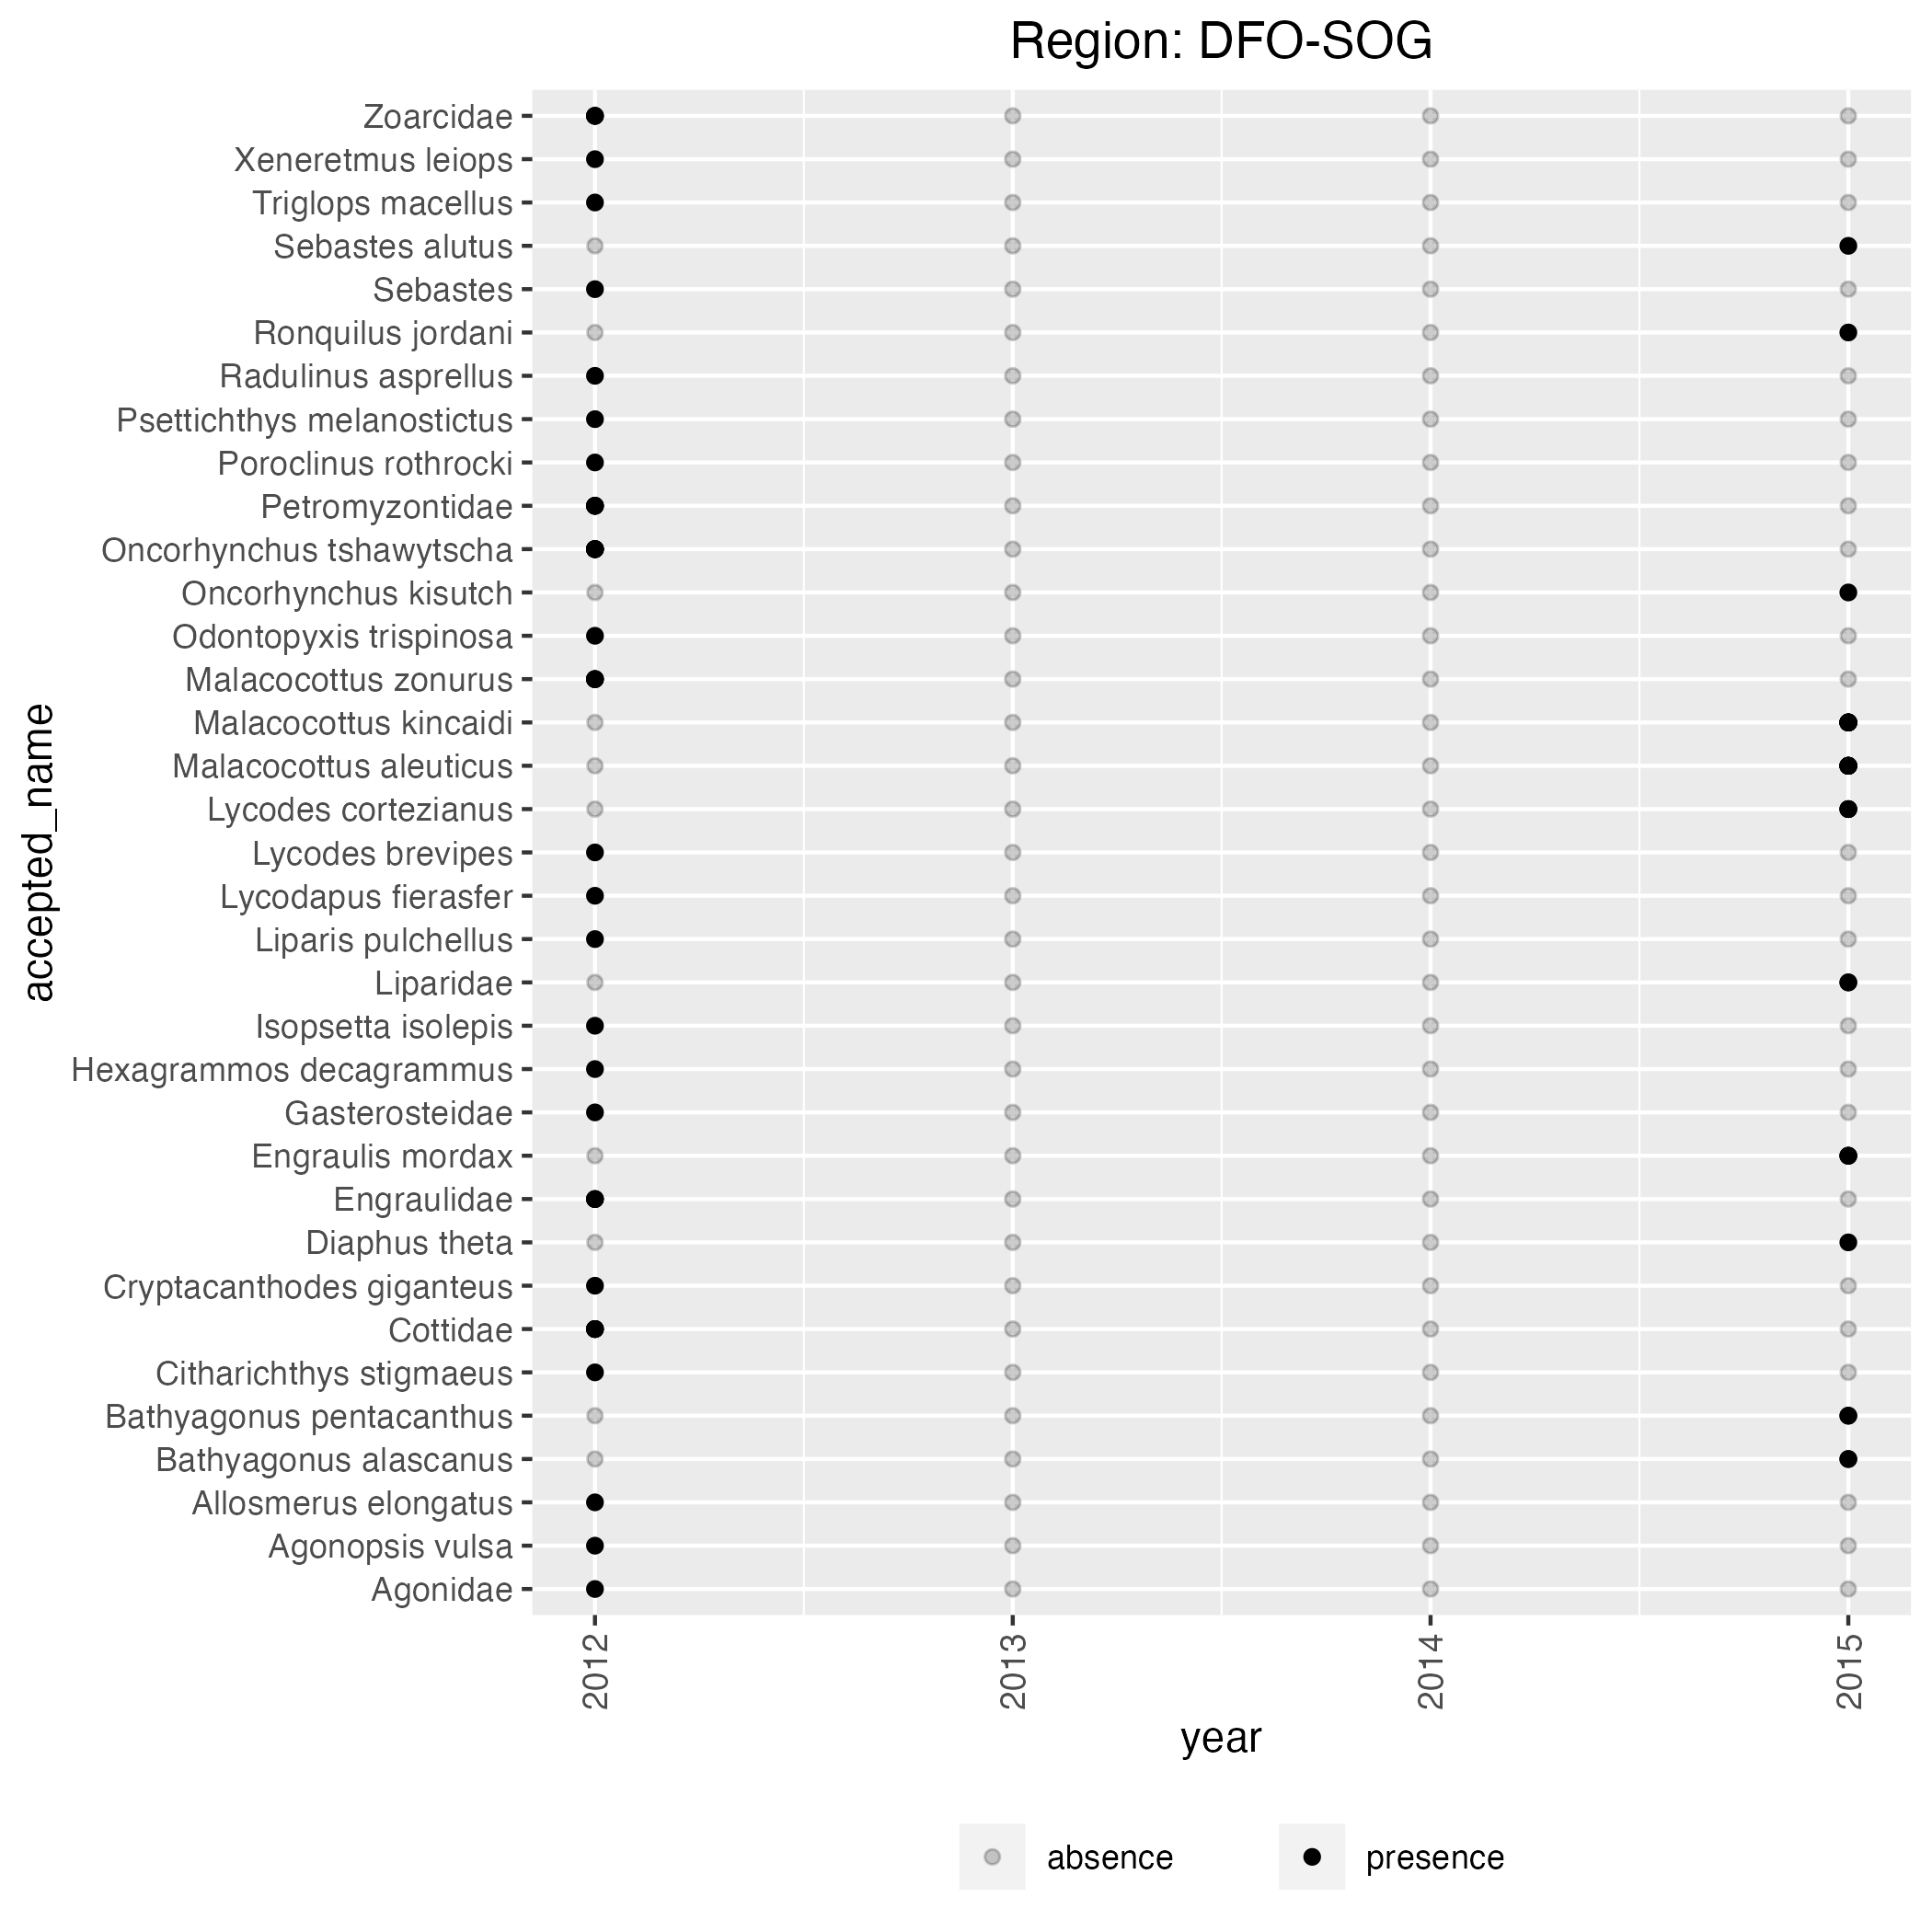 Region: DFO-SOG
Zoarcidae
Xeneretmus leiops
Triglops macellus
Sebastes alutus
Sebastes
Ronquilus jordani
Radulinus asprellus
Psettichthys melanostictus
Poroclinus rothrocki
Petromyzontidae
Oncorhynchus tshawytscha
Oncorhynchus kisutch
Odontopyxis trispinosa
Malacocottus zonurus
Malacocottus kincaidi
Malacocottus aleuticus
Lycodes cortezianus
Lycodes brevipes
Lycodapus fierasfer
Liparis pulchellus
Liparidae
Isopsetta isolepis
Hexagrammos decagrammus
Gasterosteidae
Engraulis mordax
Engraulidae
Diaphus theta
Cryptacanthodes giganteus
Cottidae
Citharichthys stigmaeus
Bathyagonus pentacanthus
Bathyagonus alascanus
Allosmerus elongatus
Agonopsis vulsa
Agonidae
accepted_name
2012 2013 2014 2015
year
absence presence